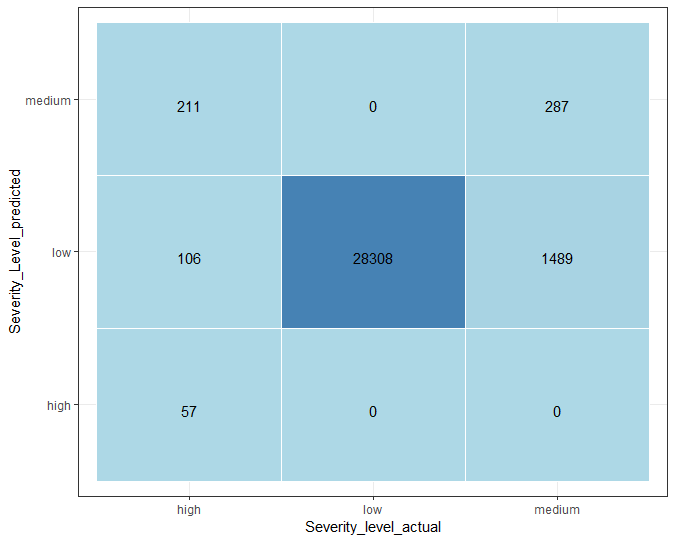 Severity_Level_predicted
medium 211 0 287
low 106 28308 1489
high 57 0 0
high low medium
Severity_level_actual